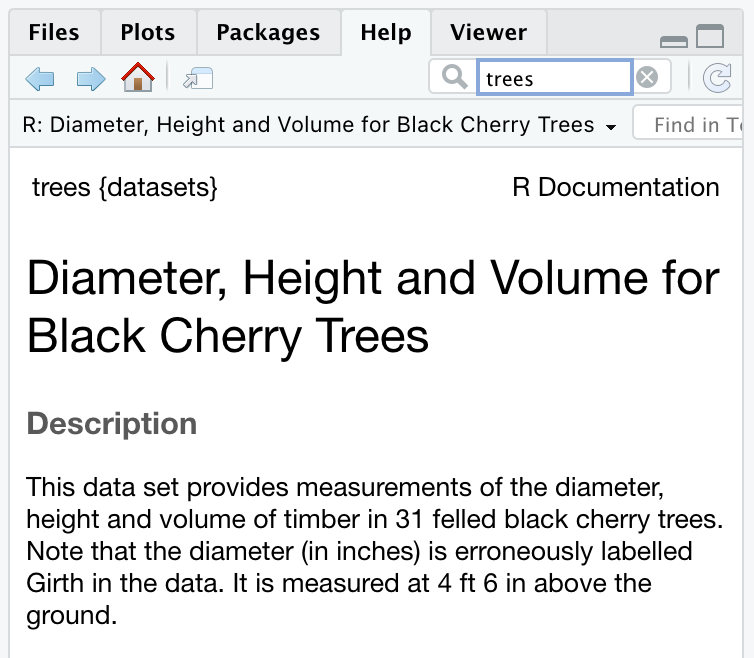 Files Plots Packages Help Viewer
trees
R: Diameter, Height and Volume for Black Cherry Trees Find in
trees {datasets} R Documentation
Diameter, Height and Volume for
Black Cherry Trees
Description
This data set provides measurements of the diameter,
height and volume of timber in 31 felled black cherry trees.
Note that the diameter (in inches) is erroneously labelled
Girth in the data. It is measured at 4 ft 6 in above the
ground.